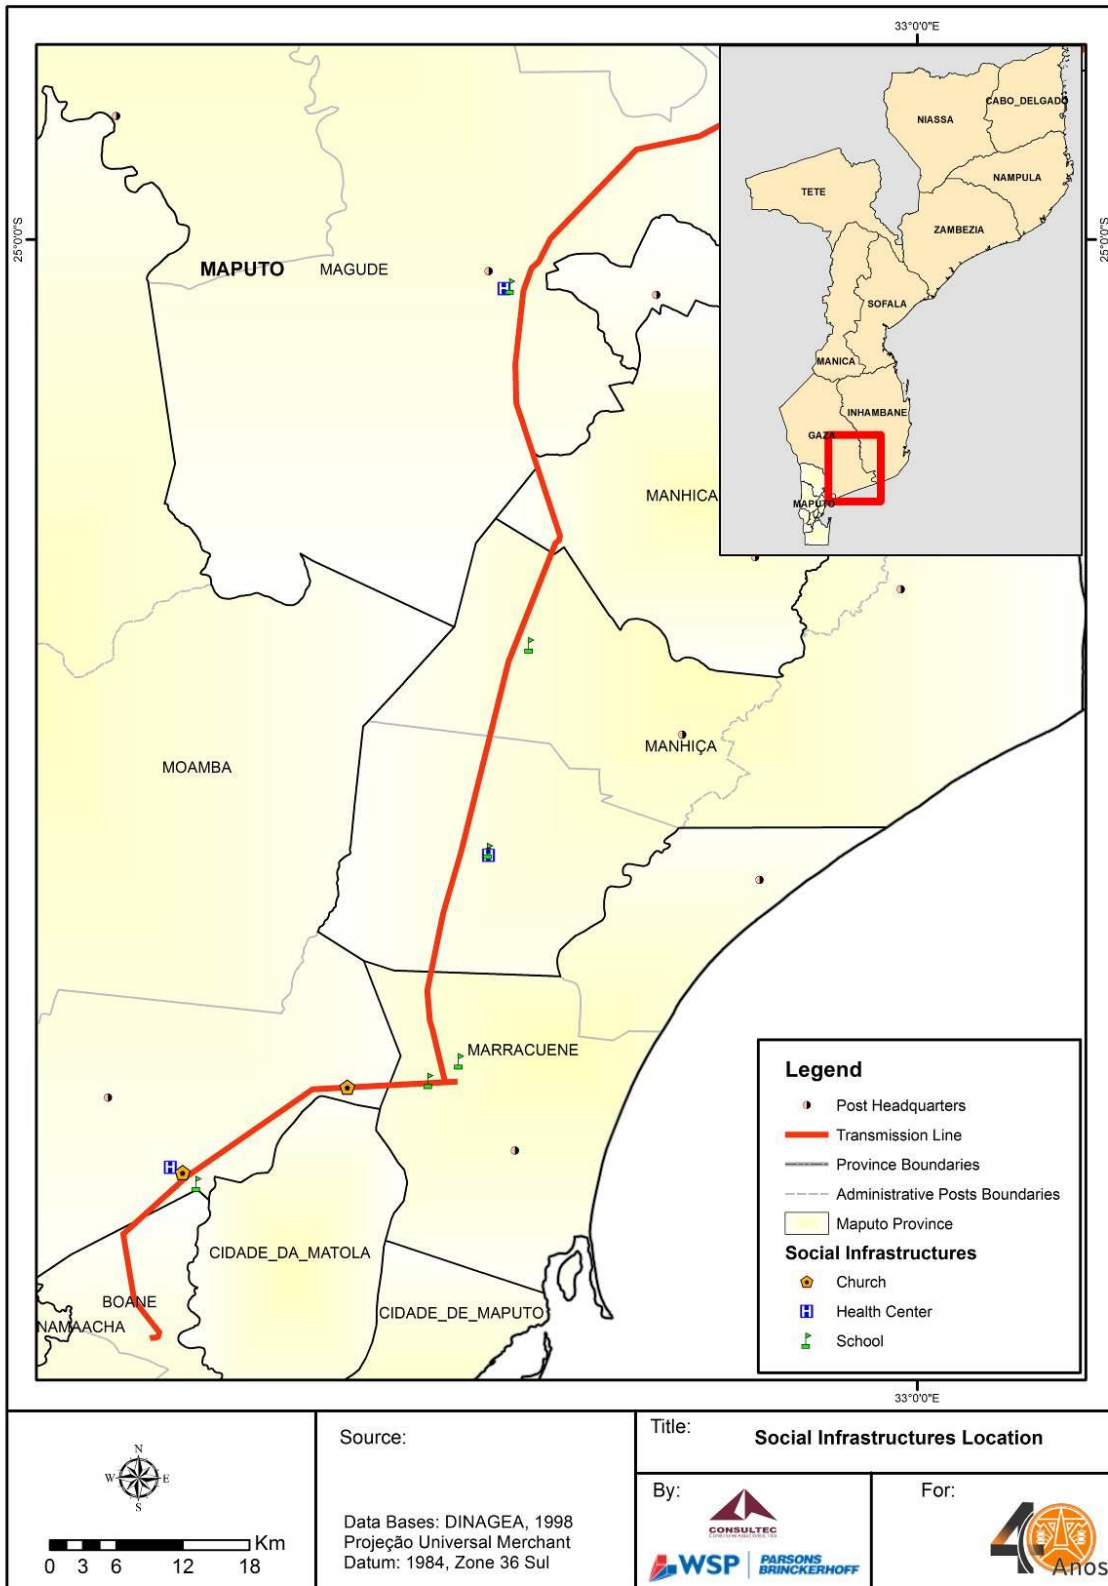 33°0'0"E
25°0'0"S
25°0'0"S
NIASSA
CABO_DELGADO
TETE
NAMPULA
ZAMBEZIA
SOFALA
MANICA
INHAMBANE
GAZA
MAPUTO
MAPUTO
MAGUDE
MANHICA
MOAMBA
MANHIÇA
MARRACUENE
CIDADE_DA_MATOLA
BOANE
NAMAACHA
CIDADE_DE_MAPUTO
Legend
Post Headquarters
Transmission Line
Province Boundaries
Administrative Posts Boundaries
Maputo Province
Social Infrastructures
Church
H Health Center
School
33°0'0"E
N
W E
S
Km
0 3 6 12 18
Source:
Data Bases: DINAGEA, 1998
Projeção Universal Merchant
Datum: 1984, Zone 36 Sul
Title:
Social Infrastructures Location
By:
CONSULTEC
WSP | PARSONS
BRINCKERHOFF
For:
40
Anos